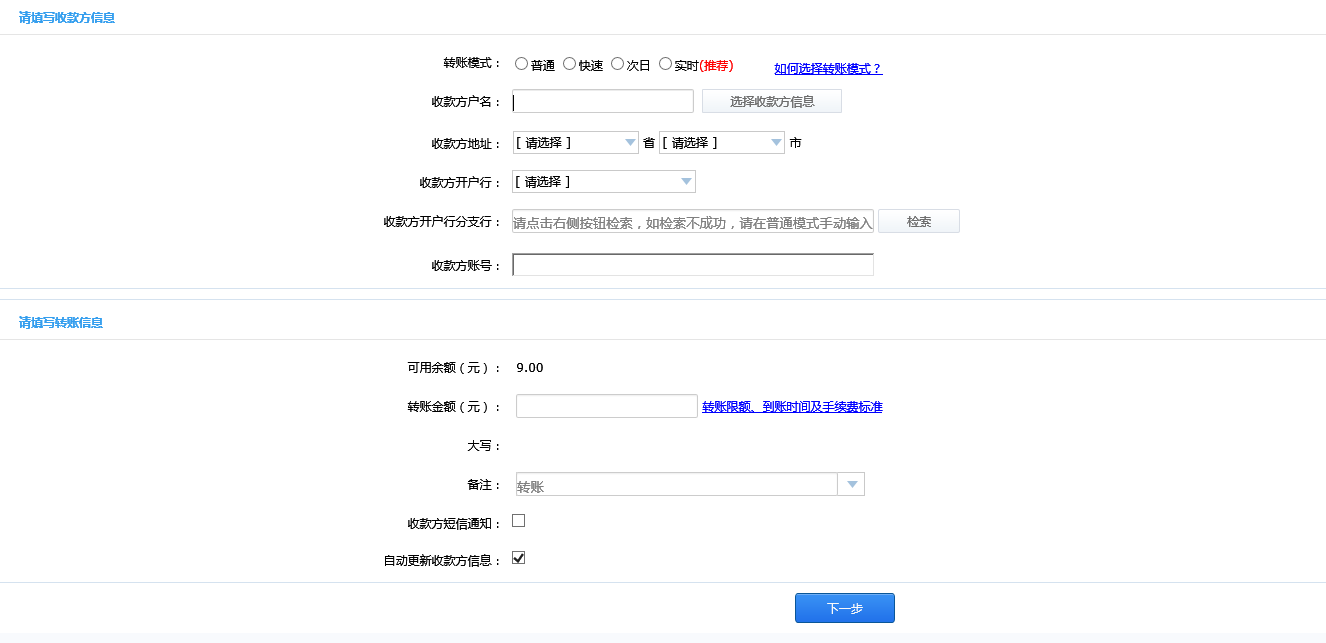 请填写收款方信息
转账模式： 普通 快速 次日 实时(推荐) 如何选择转账模式？
收款方户名： 选择收款方信息
收款方地址： [ 请选择 ] 省 [ 请选择 ] 市
收款方开户行： [ 请选择 ]
收款方开户行分支行： 请点击右侧按钮检索，如检索不成功，请在普通模式手动输入 检索
收款方账号：
请填写转账信息
可用余额（元）： 9.00
转账金额（元）： 转账限额、到账时间及手续费标准
大写：
备注： 转账
收款方短信通知：
自动更新收款方信息：
下一步